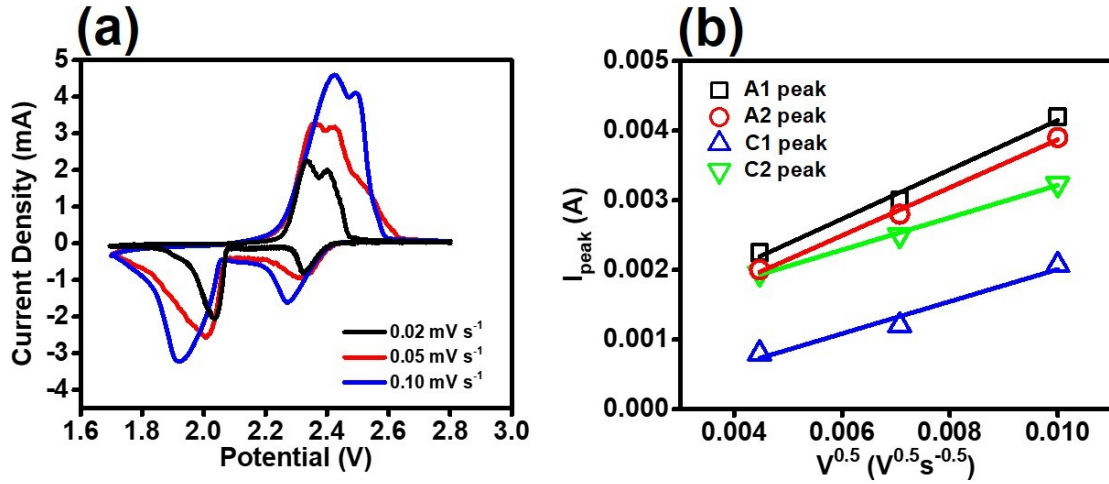 (a)
Current Density (mA)
5
4
3
2
1
0
-1
-2
-3
-4
1.6 1.8 2.0 2.2 2.4 2.6 2.8 3.0
Potential (V)
0.02 mV s⁻¹
0.05 mV s⁻¹
0.10 mV s⁻¹
(b)
I_peak (A)
0.005
0.004
0.003
0.002
0.001
0.000
A1 peak
A2 peak
C1 peak
C2 peak
0.004 0.006 0.008 0.010
V⁰·⁵ (V⁰·⁵s⁻⁰·⁵)